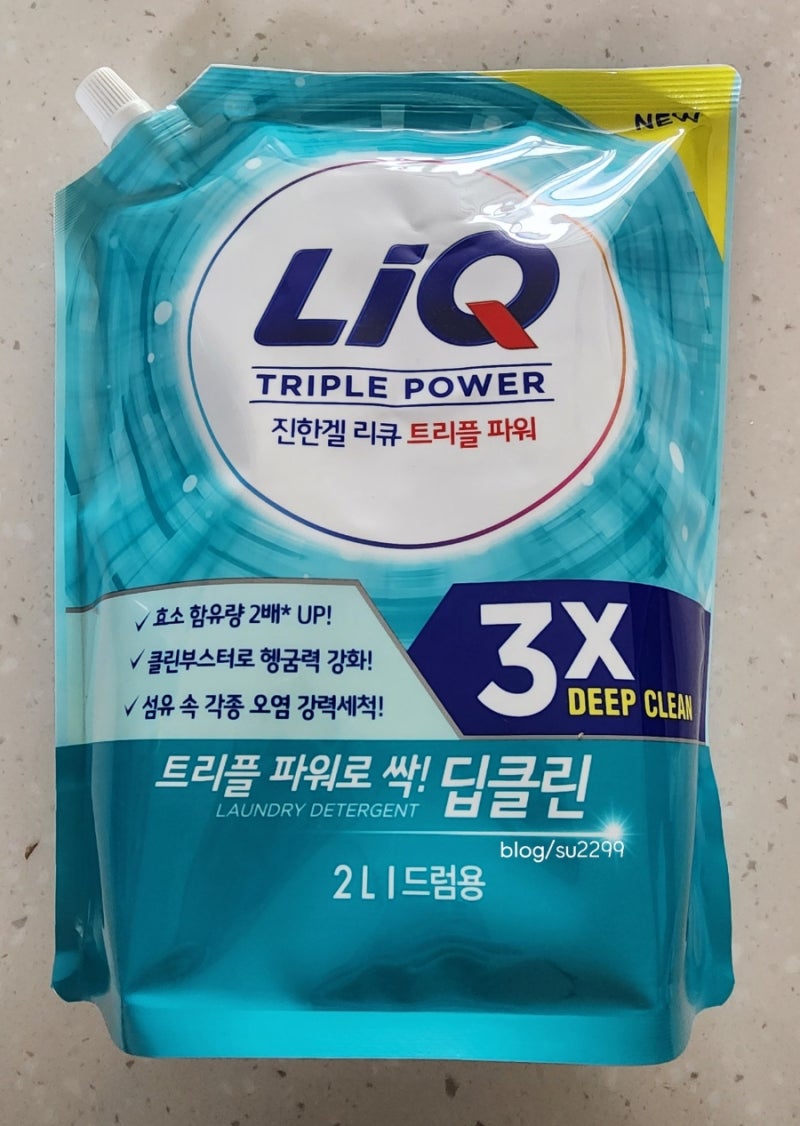 NEW
LiQ
TRIPLE POWER
진한겔 리큐 트리플 파워
✓ 효소 함유량 2배* UP!
✓ 클린부스터로 헹굼력 강화!
✓ 섬유 속 각종 오염 강력세척!
3X
DEEP CLEAN
트리플 파워로 싹! 딥클린
LAUNDRY DETERGENT
blog/su2299
2L | 드럼용